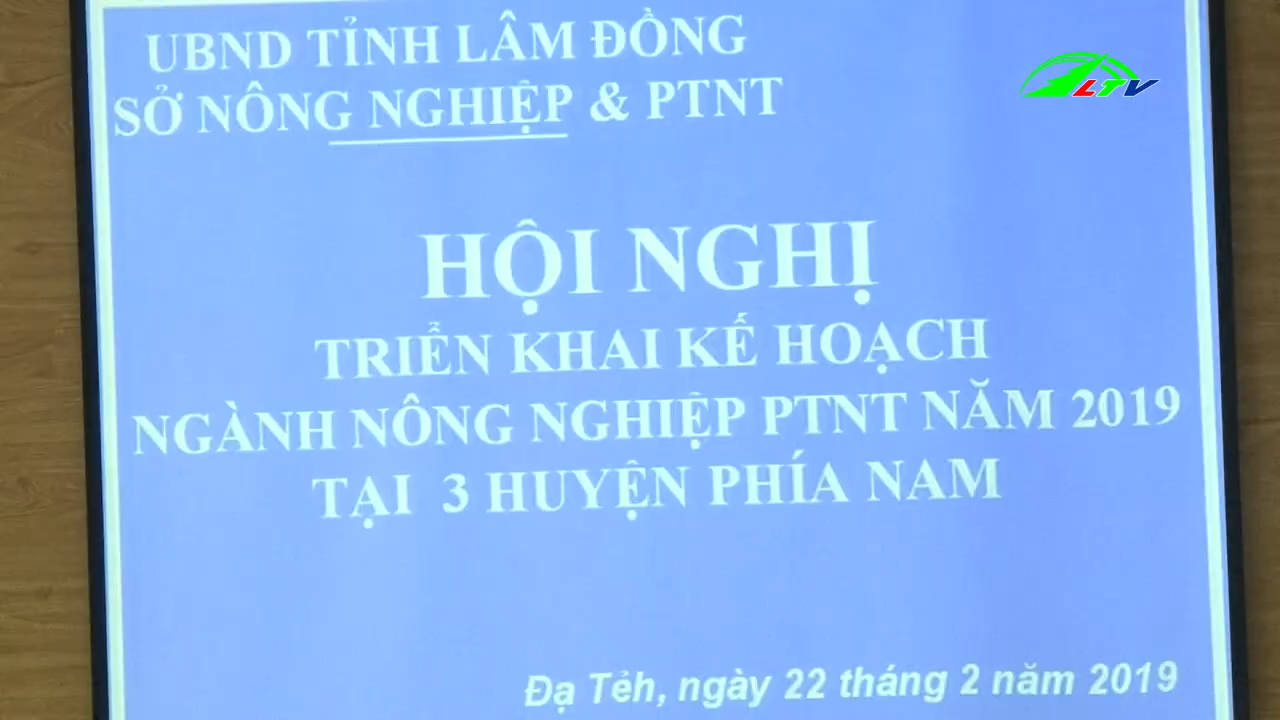 UBND TỈNH LÂM ĐỒNG
SỞ NÔNG NGHIỆP & PTNT
LTV
HỘI NGHỊ
TRIỂN KHAI KẾ HOẠCH
NGÀNH NÔNG NGHIỆP PTNT NĂM 2019
TẠI 3 HUYỆN PHÍA NAM
Đạ Tẻh, ngày 22 tháng 2 năm 2019